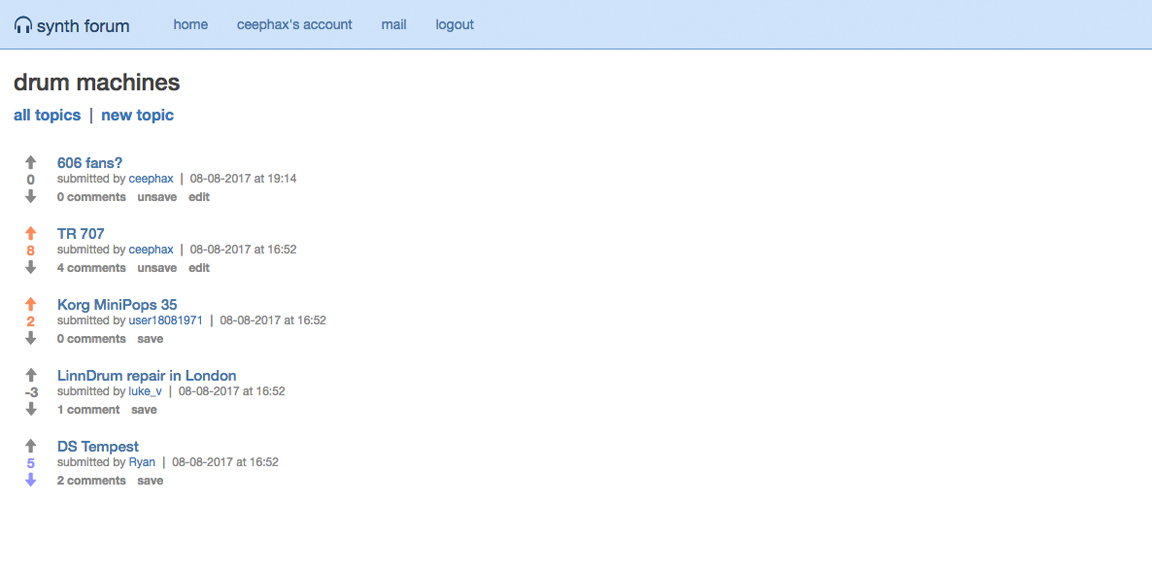 synth forum home ceephax's account mail logout
drum machines
all topics | new topic
606 fans?
0 submitted by ceephax | 08-08-2017 at 19:14
0 comments unsave edit
TR 707
8 submitted by ceephax | 08-08-2017 at 16:52
4 comments unsave edit
Korg MiniPops 35
2 submitted by user18081971 | 08-08-2017 at 16:52
0 comments save
LinnDrum repair in London
-3 submitted by luke_v | 08-08-2017 at 16:52
1 comment save
DS Tempest
5 submitted by Ryan | 08-08-2017 at 16:52
2 comments save